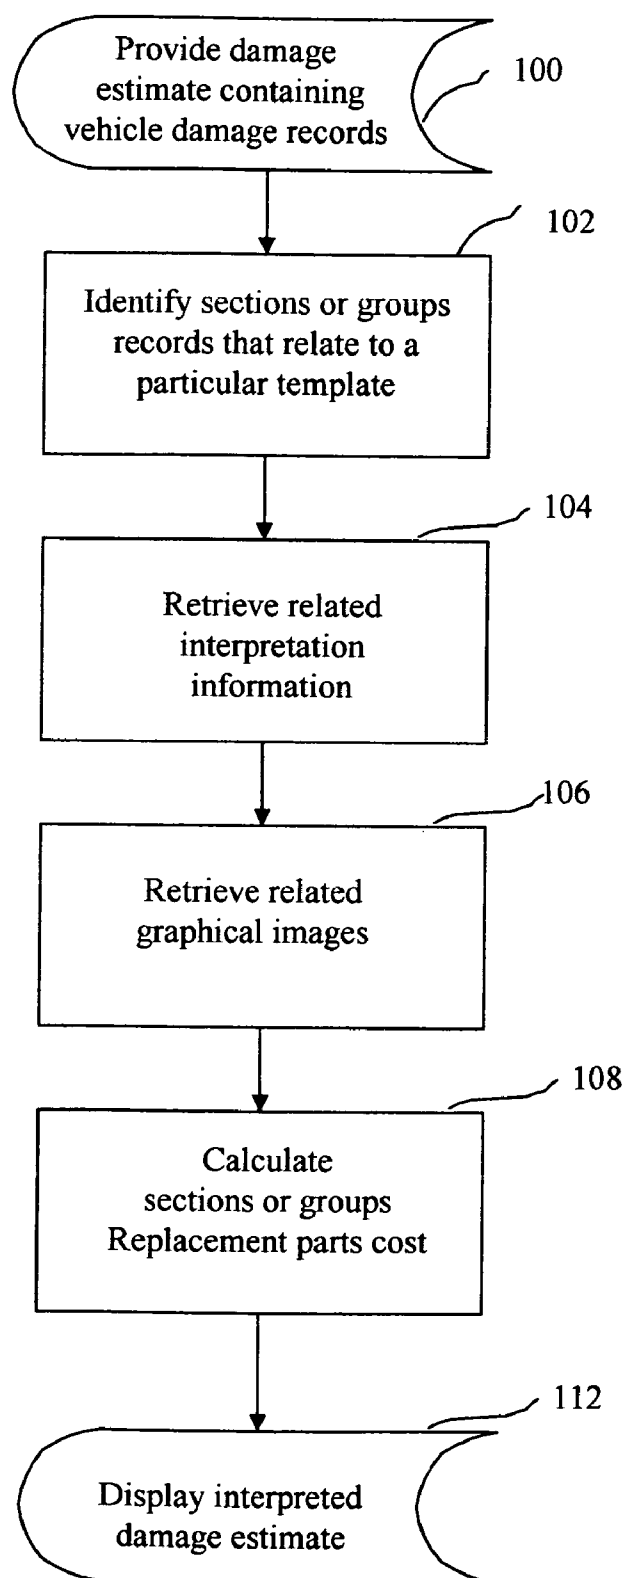 Provide damage
estimate containing
vehicle damage records
100
102
Identify sections or groups
records that relate to a
particular template
104
Retrieve related
interpretation
information
106
Retrieve related
graphical images
108
Calculate
sections or groups
Replacement parts cost
112
Display interpreted
damage estimate